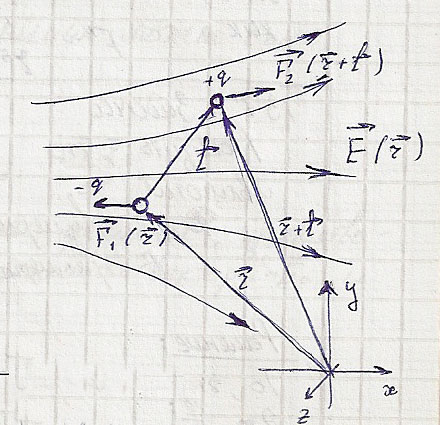 +q
F⃗₂(r⃗+l⃗)
l⃗
E⃗(r⃗)
-q
F⃗₁(r⃗)
r⃗+l⃗
r⃗
y
x
z